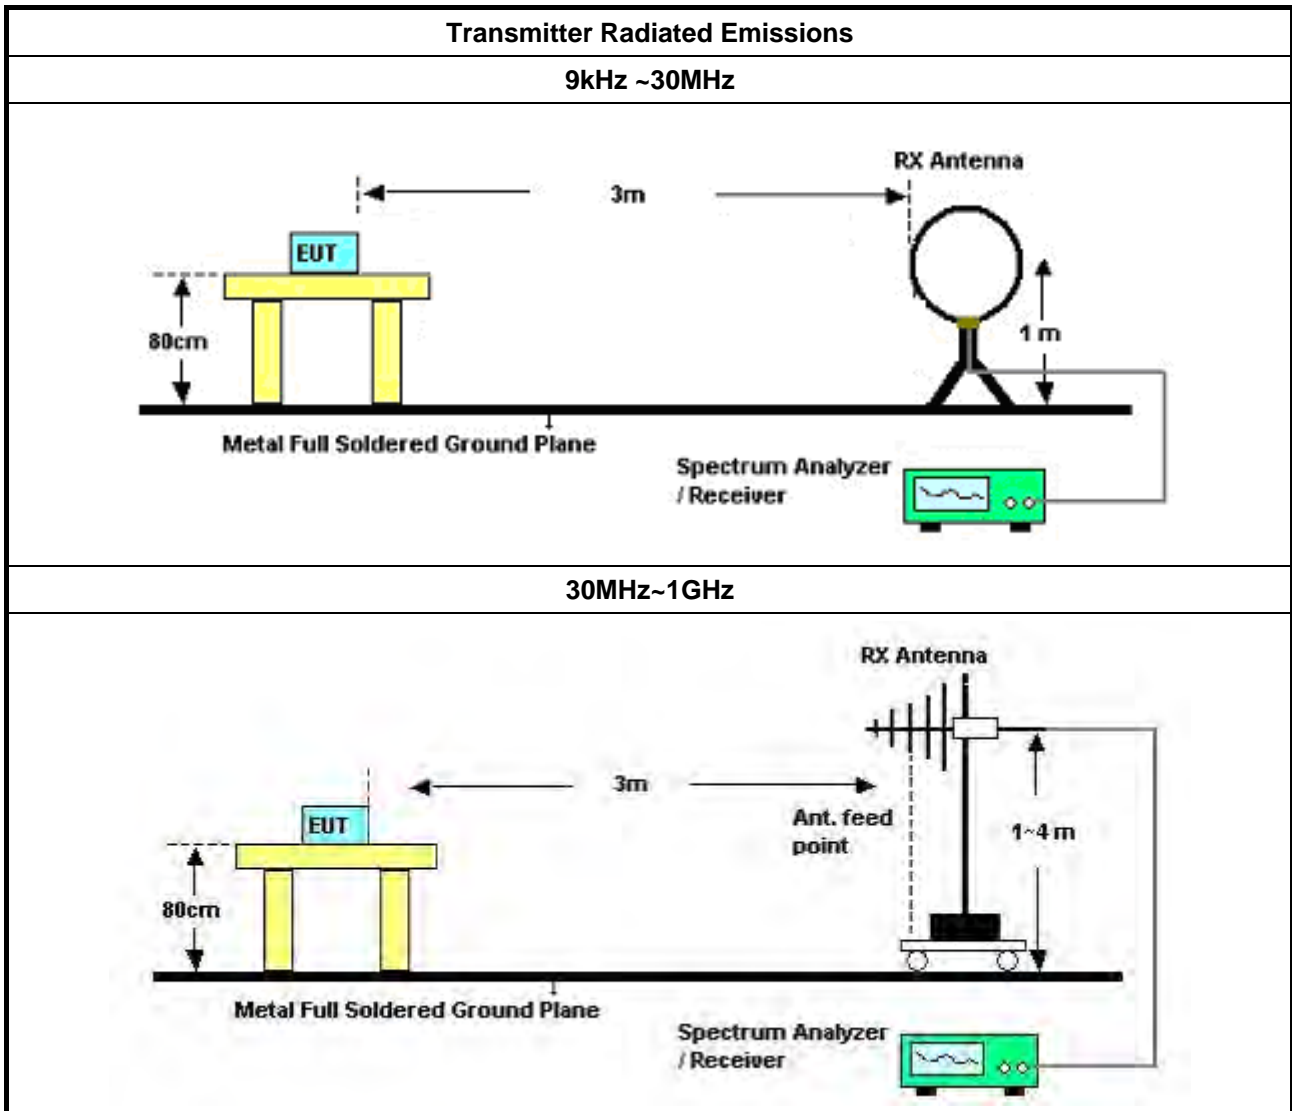 Transmitter Radiated Emissions
9kHz ~30MHz
RX Antenna
3m
EUT
80cm
1 m
Metal Full Soldered Ground Plane
Spectrum Analyzer
/ Receiver
30MHz~1GHz
RX Antenna
3m
Ant. feed
point
EUT
1~4 m
80cm
Metal Full Soldered Ground Plane
Spectrum Analyzer
/ Receiver